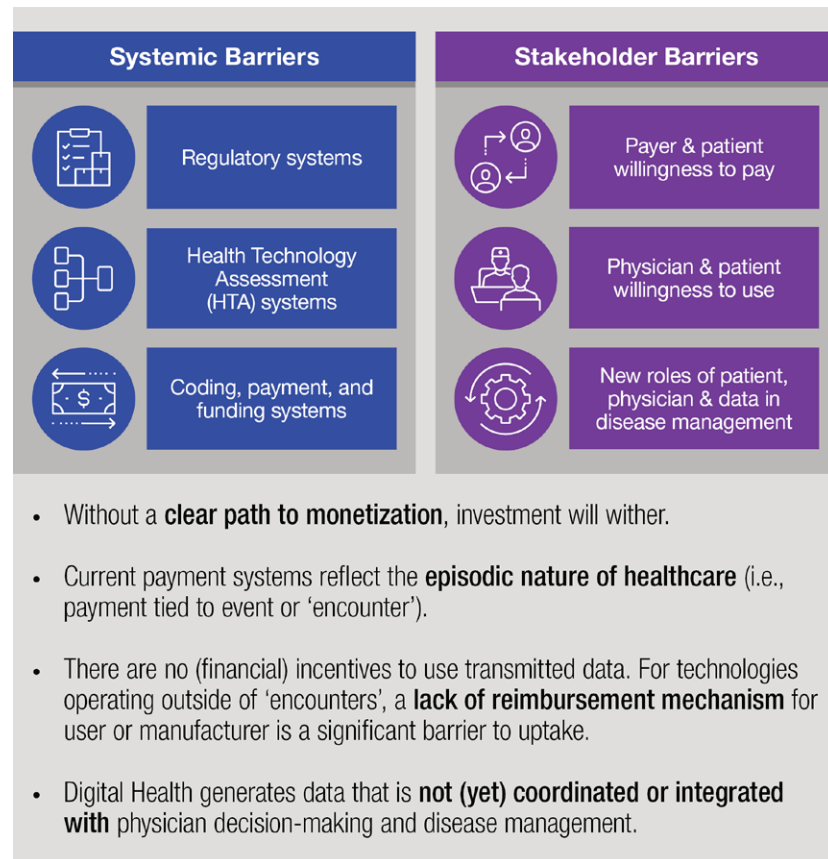 Systemic Barriers
Regulatory systems
Health Technology
Assessment
(HTA) systems
$
Coding, payment, and
funding systems
Stakeholder Barriers
Payer & patient
willingness to pay
Physician & patient
willingness to use
New roles of patient,
physician & data in
disease management
• Without a clear path to monetization, investment will wither.
• Current payment systems reflect the episodic nature of healthcare (i.e.,
payment tied to event or ‘encounter’).
• There are no (financial) incentives to use transmitted data. For technologies
operating outside of ‘encounters’, a lack of reimbursement mechanism for
user or manufacturer is a significant barrier to uptake.
• Digital Health generates data that is not (yet) coordinated or integrated
with physician decision-making and disease management.